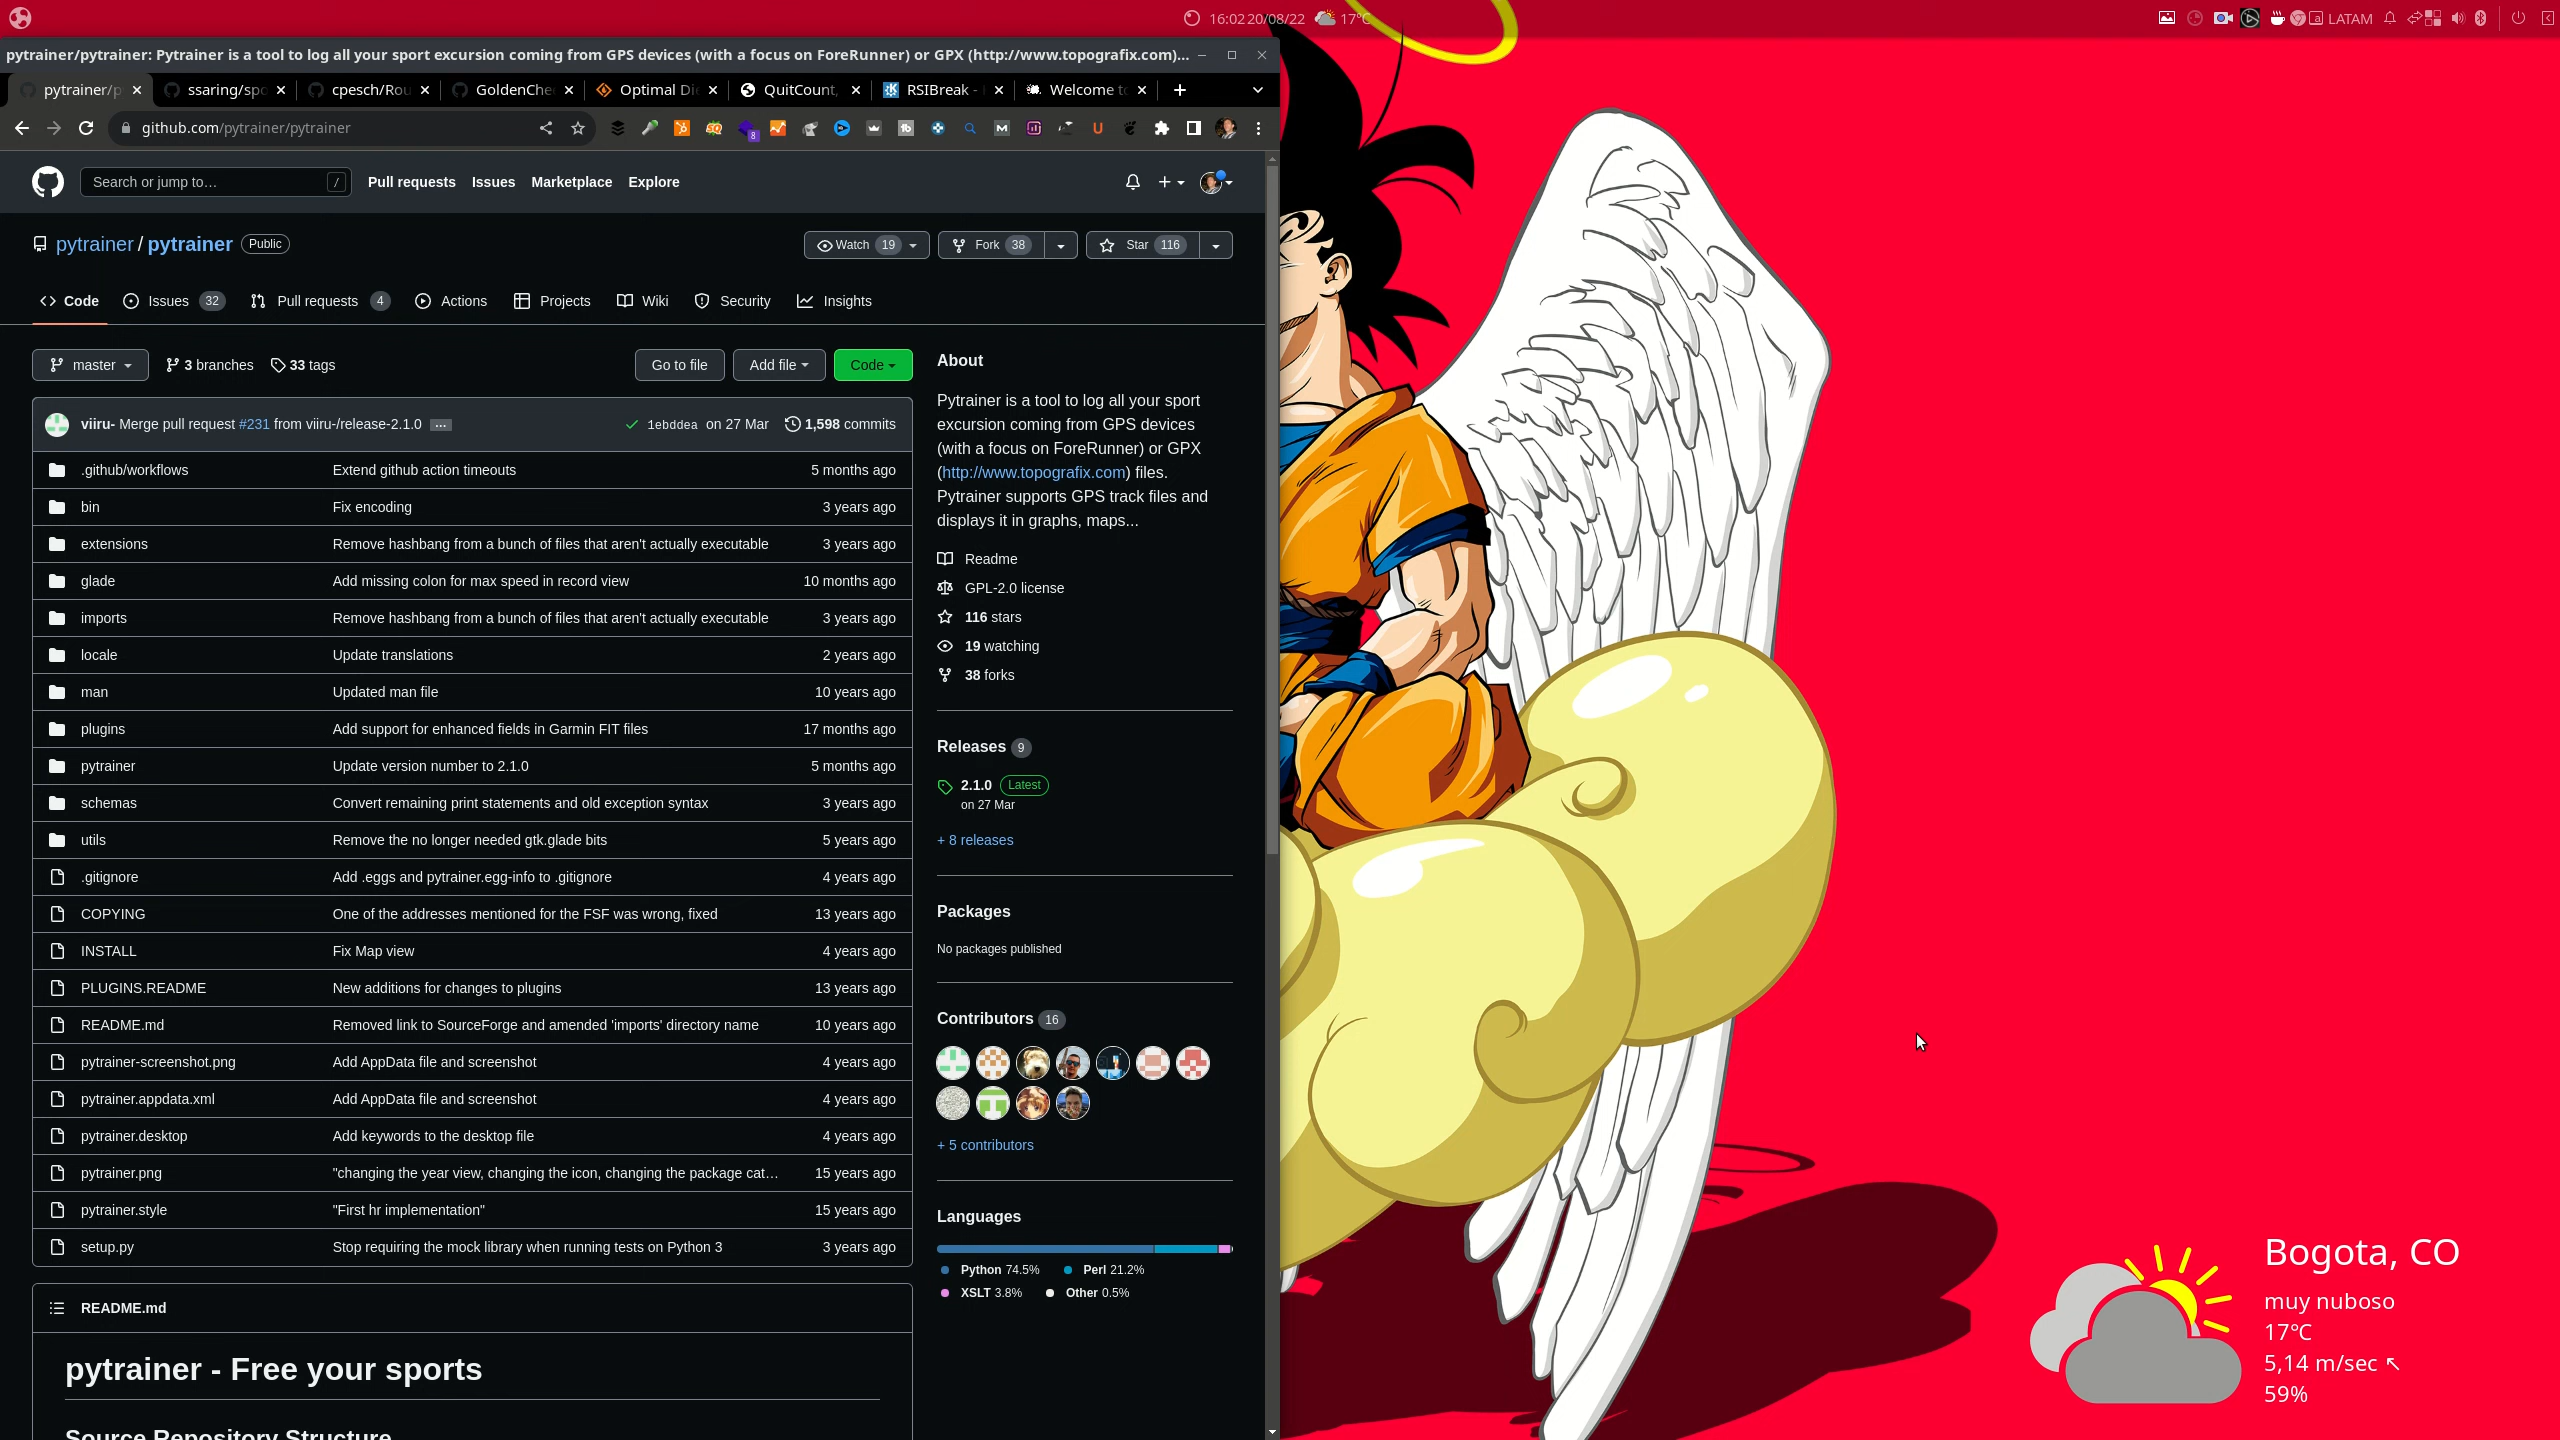 16:02 20/08/22 17°C
a LATAM
pytrainer/pytrainer: Pytrainer is a tool to log all your sport excursion coming from GPS devices (with a focus on ForeRunner) or GPX (http://www.topografix.com)...
pytrainer/p ssaring/spo cpesch/Rou GoldenChe Optimal Di QuitCount, RSIBreak - Welcome to
github.com/pytrainer/pytrainer
8
Search or jump to… /
Pull requests Issues Marketplace Explore
pytrainer / pytrainer Public
Watch 19 Fork 38 Star 116
Code Issues 32 Pull requests 4 Actions Projects Wiki Security Insights
master 3 branches 33 tags Go to file Add file Code
viiru- Merge pull request #231 from viiru-/release-2.1.0 … 1ebddea on 27 Mar 1,598 commits
.github/workflows Extend github action timeouts 5 months ago
bin Fix encoding 3 years ago
extensions Remove hashbang from a bunch of files that aren't actually executable 3 years ago
glade Add missing colon for max speed in record view 10 months ago
imports Remove hashbang from a bunch of files that aren't actually executable 3 years ago
locale Update translations 2 years ago
man Updated man file 10 years ago
plugins Add support for enhanced fields in Garmin FIT files 17 months ago
pytrainer Update version number to 2.1.0 5 months ago
schemas Convert remaining print statements and old exception syntax 3 years ago
utils Remove the no longer needed gtk.glade bits 5 years ago
.gitignore Add .eggs and pytrainer.egg-info to .gitignore 4 years ago
COPYING One of the addresses mentioned for the FSF was wrong, fixed 13 years ago
INSTALL Fix Map view 4 years ago
PLUGINS.README New additions for changes to plugins 13 years ago
README.md Removed link to SourceForge and amended 'imports' directory name 10 years ago
pytrainer-screenshot.png Add AppData file and screenshot 4 years ago
pytrainer.appdata.xml Add AppData file and screenshot 4 years ago
pytrainer.desktop Add keywords to the desktop file 4 years ago
pytrainer.png "changing the year view, changing the icon, changing the package cat… 15 years ago
pytrainer.style "First hr implementation" 15 years ago
setup.py Stop requiring the mock library when running tests on Python 3 3 years ago
README.md
pytrainer - Free your sports
Source Repository Structure
About
Pytrainer is a tool to log all your sport
excursion coming from GPS devices
(with a focus on ForeRunner) or GPX
(http://www.topografix.com) files.
Pytrainer supports GPS track files and
displays it in graphs, maps...
Readme
GPL-2.0 license
116 stars
19 watching
38 forks
Releases 9
2.1.0 Latest
on 27 Mar
+ 8 releases
Packages
No packages published
Contributors 16
+ 5 contributors
Languages
Python 74.5% Perl 21.2%
XSLT 3.8% Other 0.5%
Bogota, CO
muy nuboso
17°C
5,14 m/sec ↖
59%